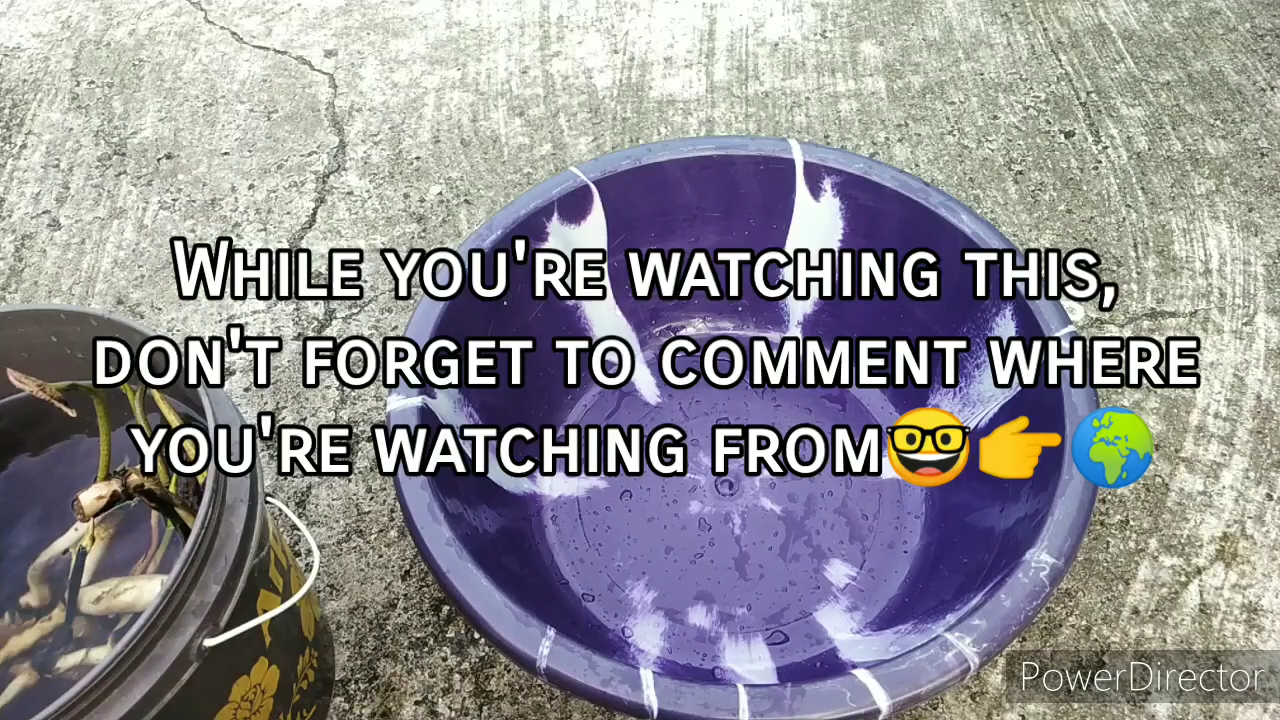 While you're watching this,
don't forget to comment where
you're watching from🤓👉🌍
PowerDirector